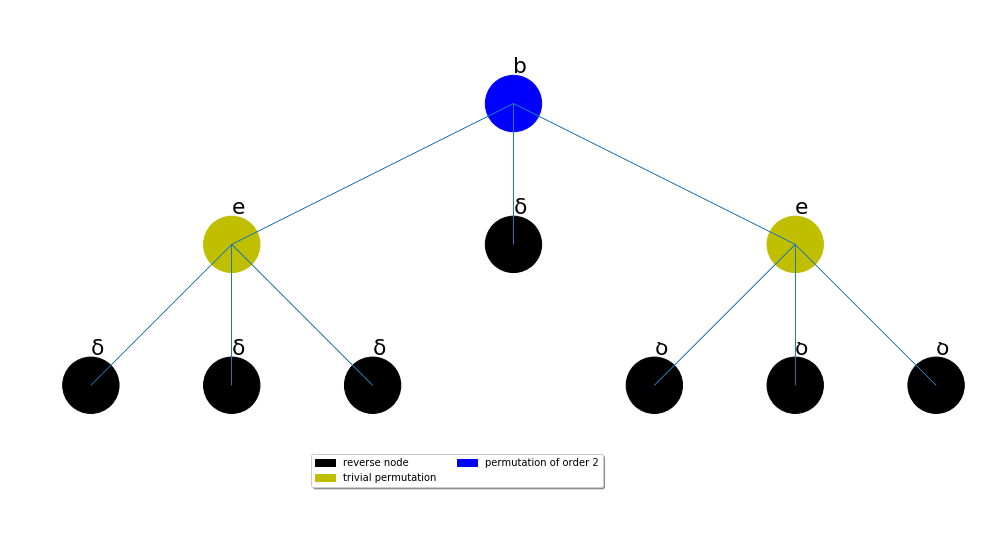 b
e δ e
δ δ δ
reverse node permutation of order 2
trivial permutation